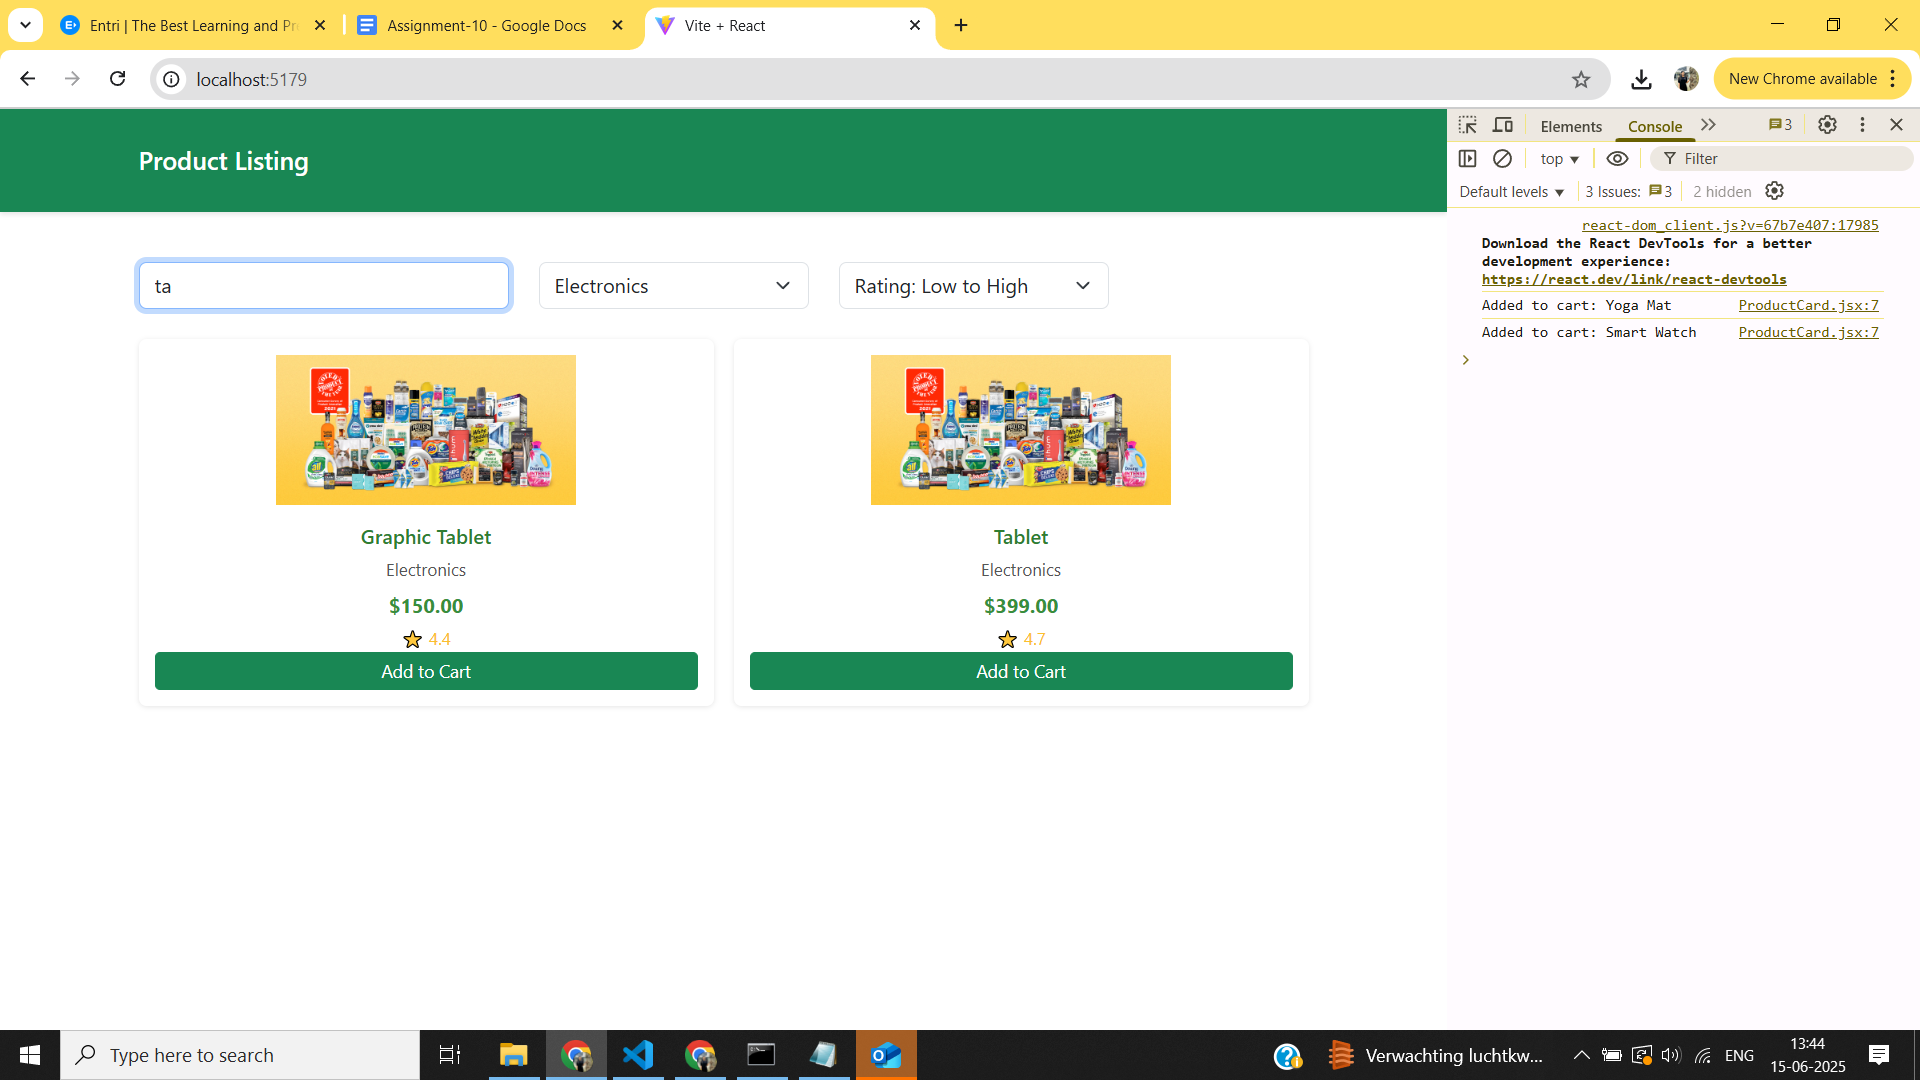 Entri | The Best Learning and Pr
Assignment-10 - Google Docs
Vite + React
localhost:5179
New Chrome available
Product Listing
Elements
Console
3
top
Filter
Default levels
3 Issues:
3
2 hidden
react-dom_client.js?v=67b7e407:17985
Download the React DevTools for a better
development experience:
https://react.dev/link/react-devtools
Added to cart: Yoga Mat
ProductCard.jsx:7
Added to cart: Smart Watch
ProductCard.jsx:7
ta
Electronics
Rating: Low to High
Graphic Tablet
Electronics
$150.00
4.4
Add to Cart
Tablet
Electronics
$399.00
4.7
Add to Cart
Type here to search
Verwachting luchtkw...
ENG
13:44
15-06-2025